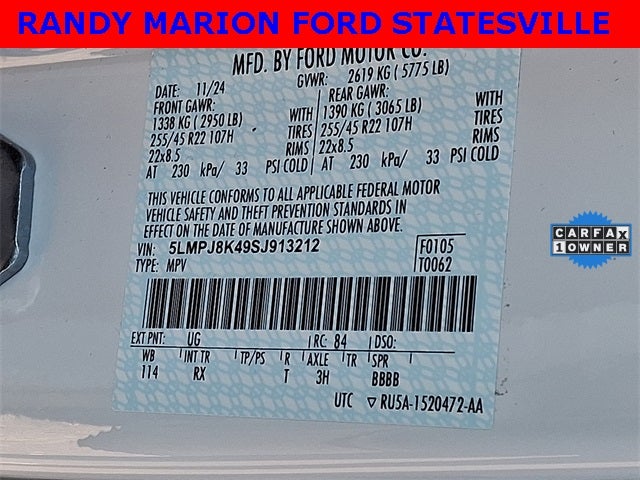 RANDY MARION FORD STATESVILLE
MFD. BY FORD MOTOR CO.
DATE: 11/24 GVWR: 2619 KG ( 5775 LB)
FRONT GAWR: REAR GAWR:
1338 KG ( 2950 LB) WITH 1390 KG ( 3065 LB) WITH
255/45 R22 107H TIRES 255/45 R22 107H TIRES
22x8.5 RIMS 22x8.5 RIMS
AT 230 kPa/ 33 PSI COLD AT 230 kPa/ 33 PSI COLD
THIS VEHICLE CONFORMS TO ALL APPLICABLE FEDERAL MOTOR
VEHICLE SAFETY AND THEFT PREVENTION STANDARDS IN
EFFECT ON THE DATE OF MANUFACTURE SHOWN ABOVE.
VIN: 5LMPJ8K49SJ913212 F0105
TYPE: MPV T0062
EXT PNT: UG RC: 84 DSO:
WB INT TR TP/PS R AXLE TR SPR
114 RX T 3H BBBB
UTC ▽ RU5A-1520472-AA
CARFAX
1 OWNER